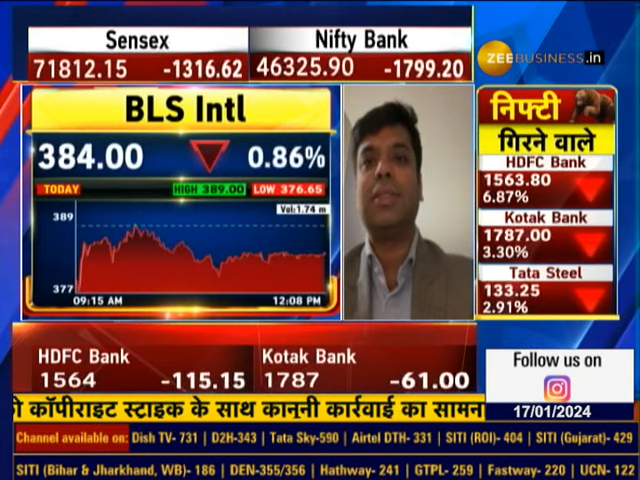 Sensex
71812.15 -1316.62
Nifty Bank
46325.90 -1799.20
ZEEBUSINESS.in
BLS Intl
384.00 0.86%
TODAY HIGH 389.00 LOW 376.65
Vol:1.74 m
389
377
09:15 AM 12:08 PM
निफ्टी
गिरने वाले
HDFC Bank
1563.80
6.87%
Kotak Bank
1787.00
3.30%
Tata Steel
133.25
2.91%
HDFC Bank
1564 -115.15
Kotak Bank
1787 -61.00
Follow us on
17/01/2024
को कॉपीराइट स्टाइक के साथ कानूनी कार्रवाई का सामन
Channel available on: Dish TV- 731 | D2H-343 | Tata Sky-590 | Airtel DTH- 331 | SITI (ROI)- 404 | SITI (Gujarat)- 429
SITI (Bihar & Jharkhand, WB)- 186 | DEN-355/356 | Hathway- 241 | GTPL- 259 | Fastway- 220 | UCN- 122